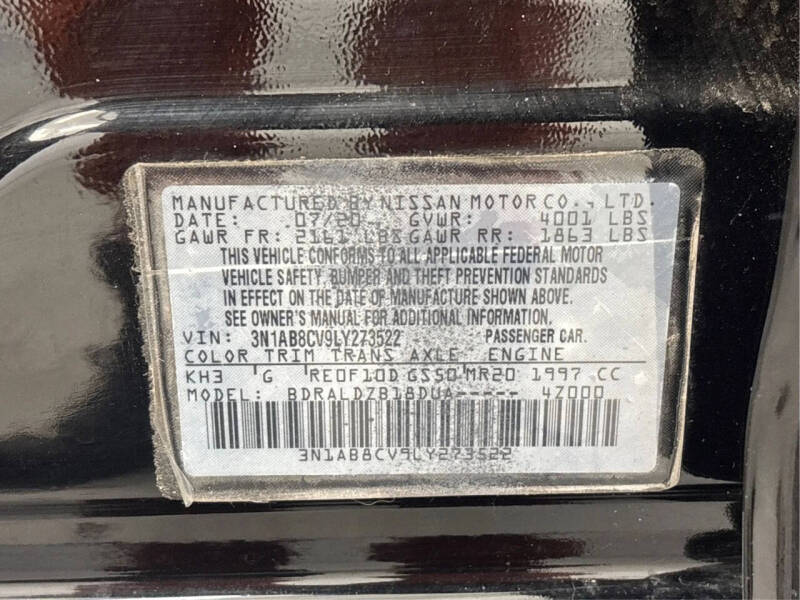 MANUFACTURED BY NISSAN MOTOR CO., LTD.
DATE: 07/20 GVWR: 4001 LBS
GAWR FR: 2161 LBS GAWR RR: 1863 LBS
THIS VEHICLE CONFORMS TO ALL APPLICABLE FEDERAL MOTOR
VEHICLE SAFETY, BUMPER AND THEFT PREVENTION STANDARDS
IN EFFECT ON THE DATE OF MANUFACTURE SHOWN ABOVE.
SEE OWNER'S MANUAL FOR ADDITIONAL INFORMATION.
VIN: 3N1AB8CV9LY273522 PASSENGER CAR.
COLOR TRIM TRANS AXLE ENGINE
KH3 G RE0F10D GS50 MR20 1997 CC
MODEL: BDRALDZB18DUA----- 4Z000
3N1AB8CV9LY273522